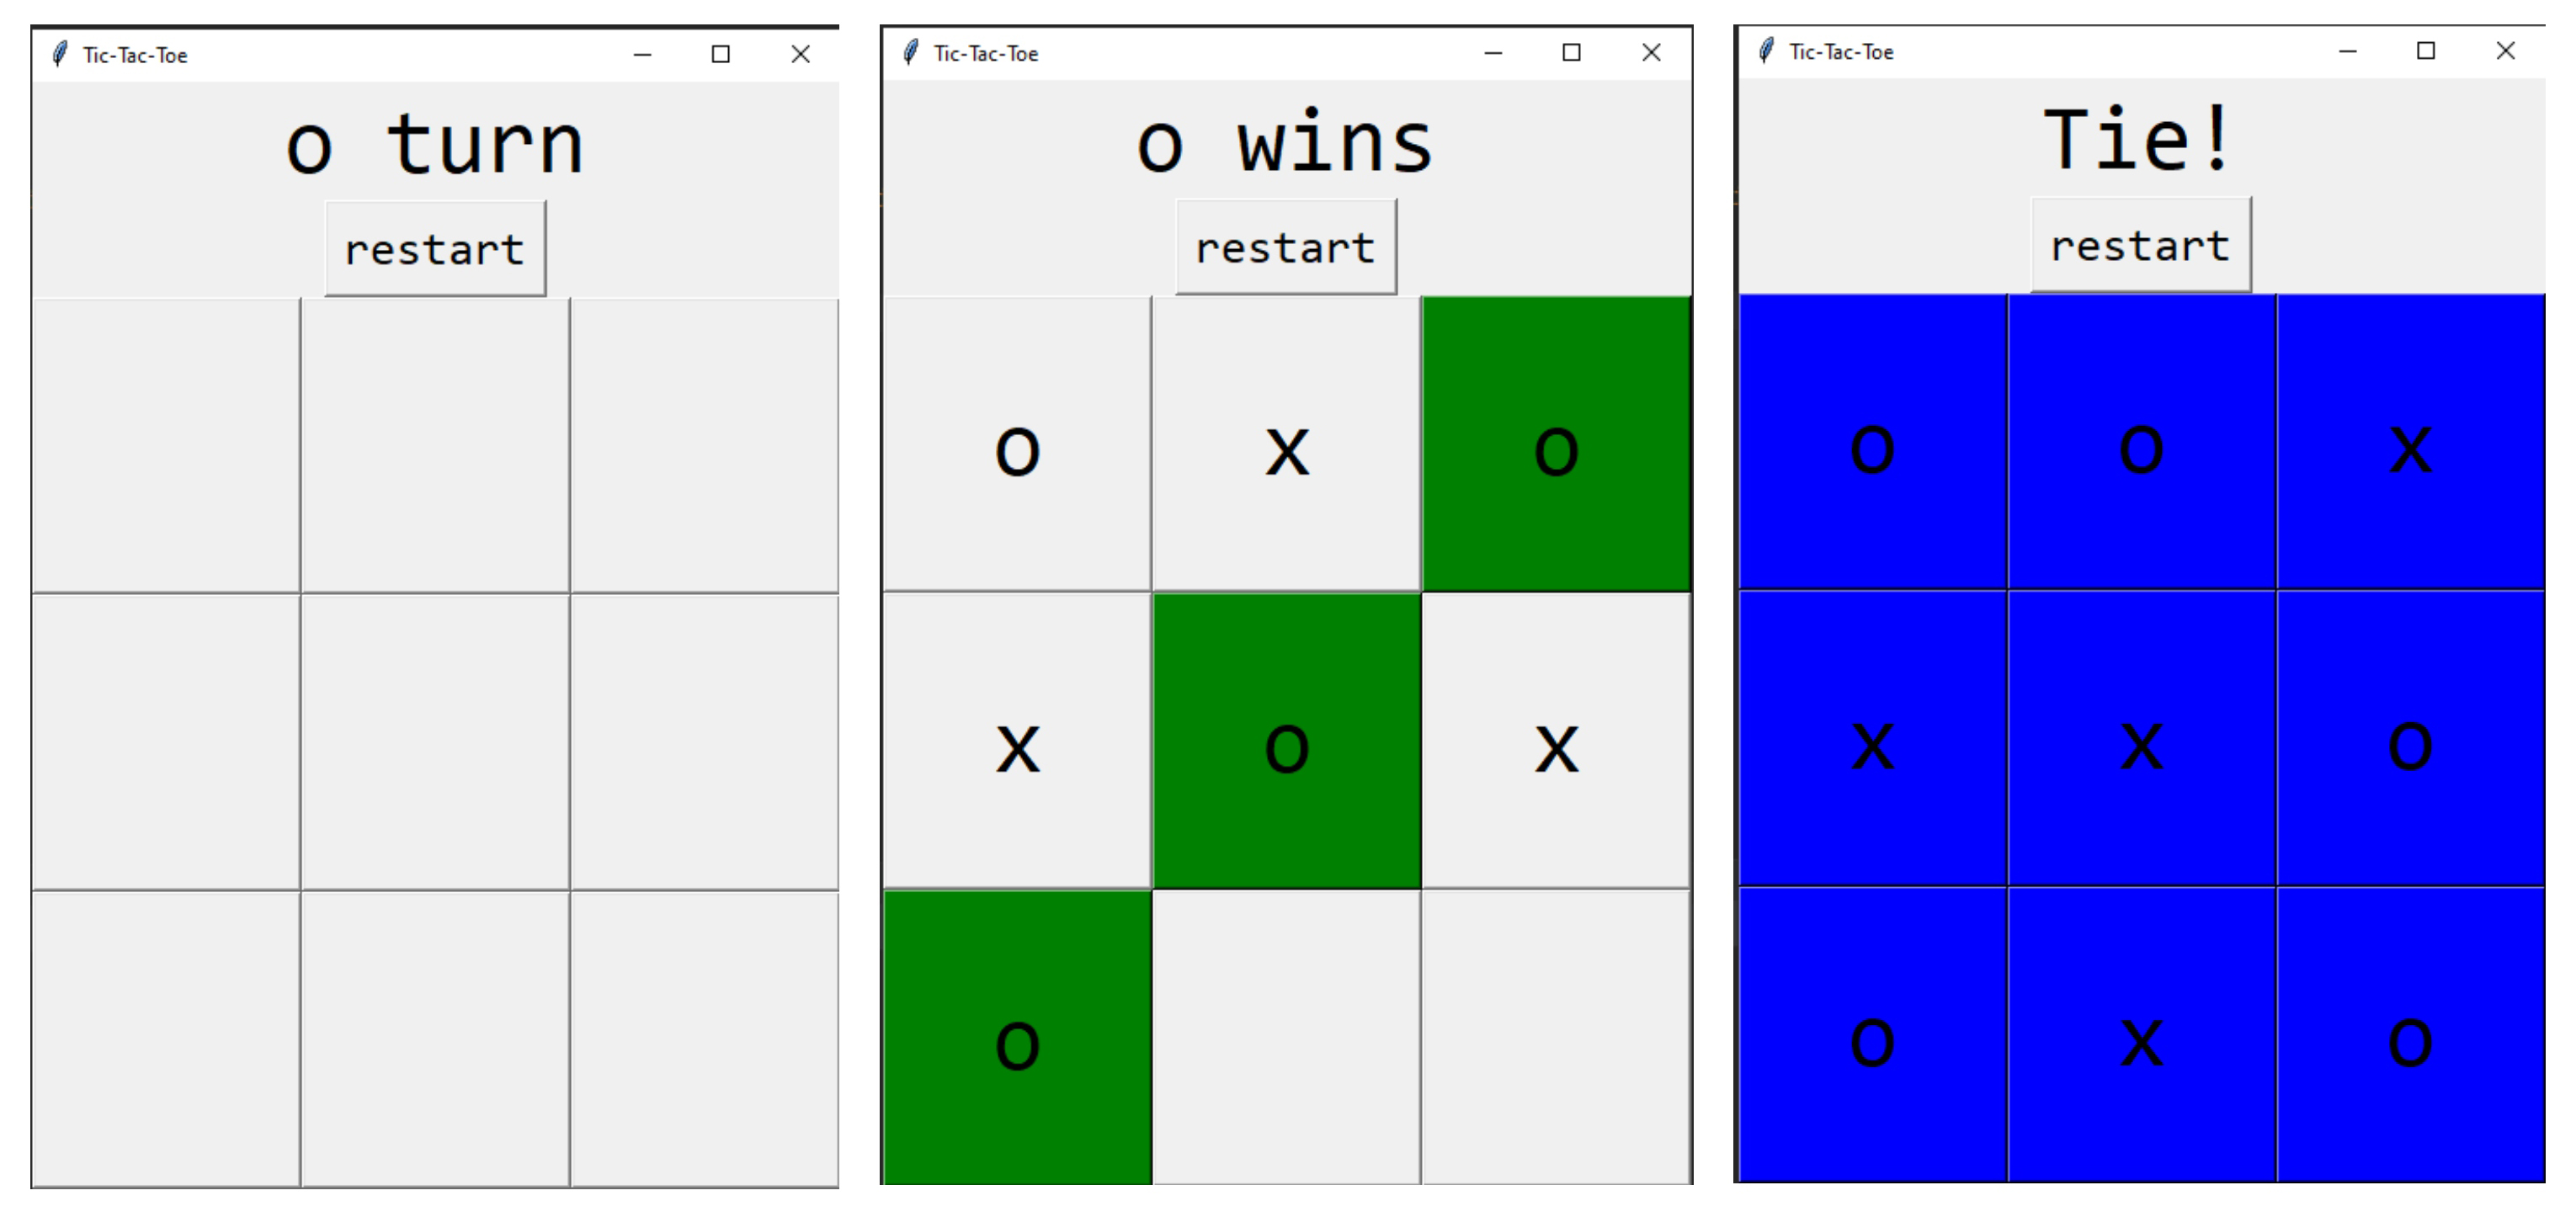 Tic-Tac-Toe
o turn
restart
Tic-Tac-Toe
o wins
restart
o x o
x o x
o
Tic-Tac-Toe
Tie!
restart
o o x
x x o
o x o